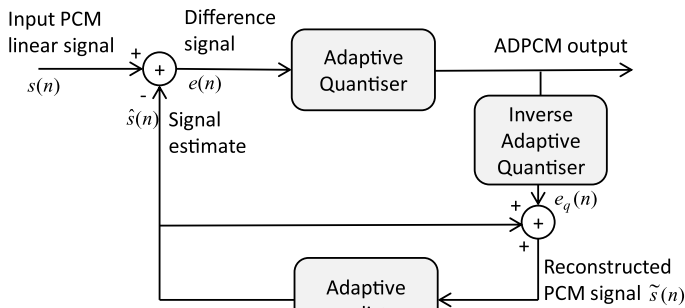 Input PCM
linear signal
+
+
s(n)
-
ŝ(n)
Signal
estimate
Difference
signal
e(n)
Adaptive
Quantiser
ADPCM output
Inverse
Adaptive
Quantiser
e_q(n)
+
+
+
Reconstructed
PCM signal s̃(n)
Adaptive